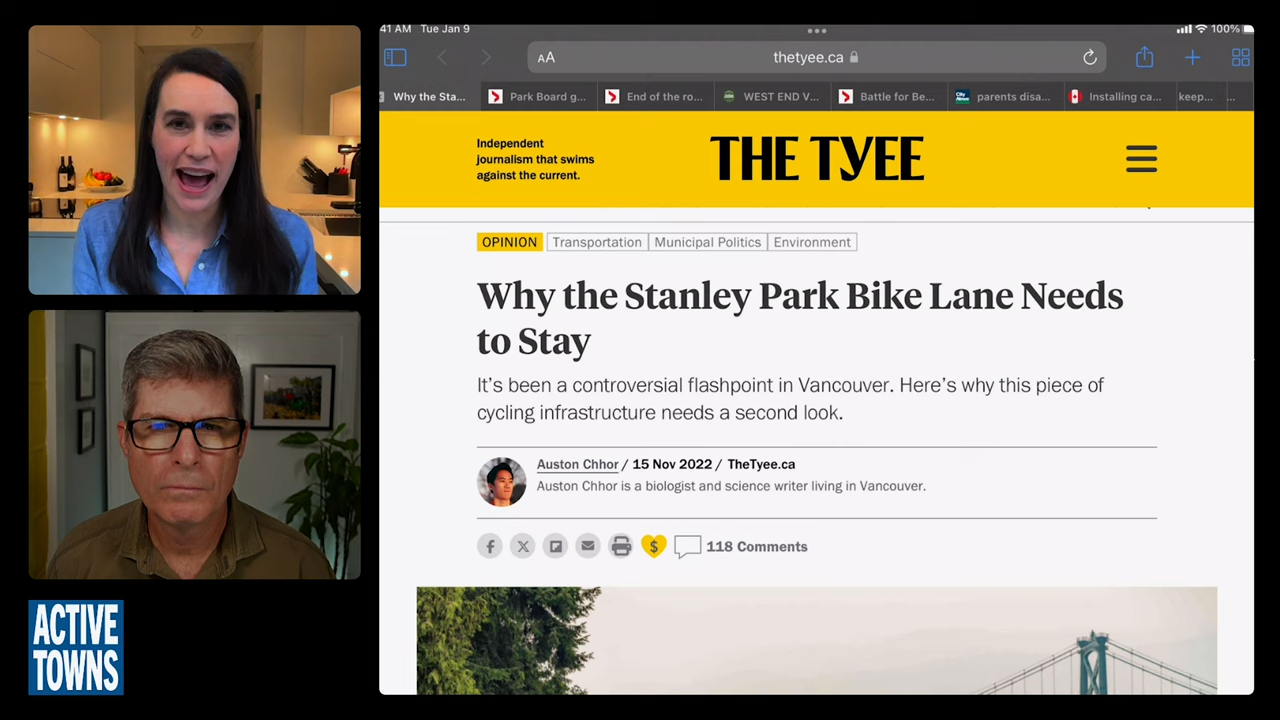 41 AM Tue Jan 9
100%
AA
thetyee.ca
Why the Sta...
Park Board g...
End of the ro...
WEST END V...
Battle for Be...
parents disa...
Installing ca...
keep...
...
Independent
journalism that swims
against the current.
THE TYEE
OPINION
Transportation
Municipal Politics
Environment
Why the Stanley Park Bike Lane Needs
to Stay
It's been a controversial flashpoint in Vancouver. Here's why this piece of
cycling infrastructure needs a second look.
Auston Chhor / 15 Nov 2022 / TheTyee.ca
Auston Chhor is a biologist and science writer living in Vancouver.
118 Comments
ACTIVE
TOWNS